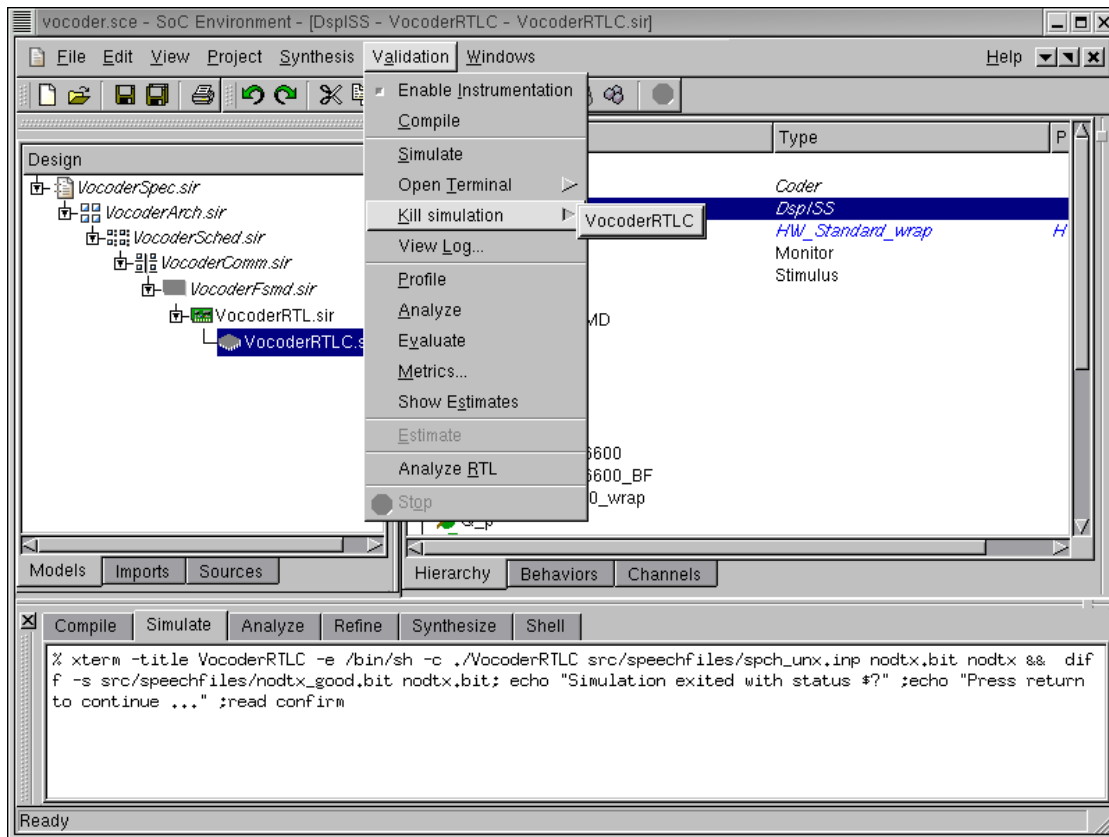 vocoder.sce - SoC Environment - [DspISS - VocoderRTLC - VocoderRTLC.sir]
File Edit View Project Synthesis Validation Windows Help
Enable Instrumentation
Compile
Simulate
Open Terminal
Kill simulation
VocoderRTLC
View Log...
Profile
Analyze
Evaluate
Metrics...
Show Estimates
Estimate
Analyze RTL
Stop
Design
VocoderSpec.sir
VocoderArch.sir
VocoderSched.sir
VocoderComm.sir
VocoderFsmd.sir
VocoderRTL.sir
VocoderRTLC.s
Type P
Coder
DspISS
HW_Standard_wrap H
Monitor
Stimulus
MD
6600
6600_BF
0_wrap
Models Imports Sources
Hierarchy Behaviors Channels
Compile Simulate Analyze Refine Synthesize Shell
% xterm -title VocoderRTLC -e /bin/sh -c ./VocoderRTLC src/speechfiles/spch_unx.inp nodtx.bit nodtx && dif
f -s src/speechfiles/nodtx_good.bit nodtx.bit; echo "Simulation exited with status $?" ;echo "Press return
to continue ..." ;read confirm
Ready